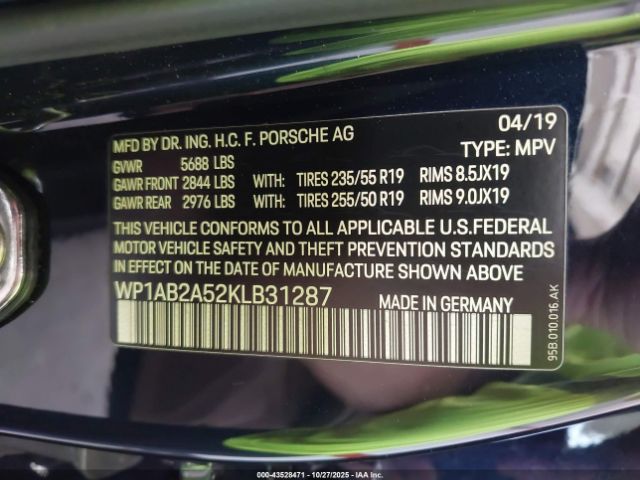 MFD BY DR. ING. H.C. F. PORSCHE AG 04/19
GVWR 5688 LBS TYPE: MPV
GAWR FRONT 2844 LBS WITH: TIRES 235/55 R19 RIMS 8.5JX19
GAWR REAR 2976 LBS WITH: TIRES 255/50 R19 RIMS 9.0JX19
THIS VEHICLE CONFORMS TO ALL APPLICABLE U.S.FEDERAL
MOTOR VEHICLE SAFETY AND THEFT PREVENTION STANDARDS
IN EFFECT ON THE DATE OF MANUFACTURE SHOWN ABOVE.
WP1AB2A52KLB31287 MADE IN GERMANY
95B.010.016.AK
000-43528471 - 10/27/2025 - IAA Inc.